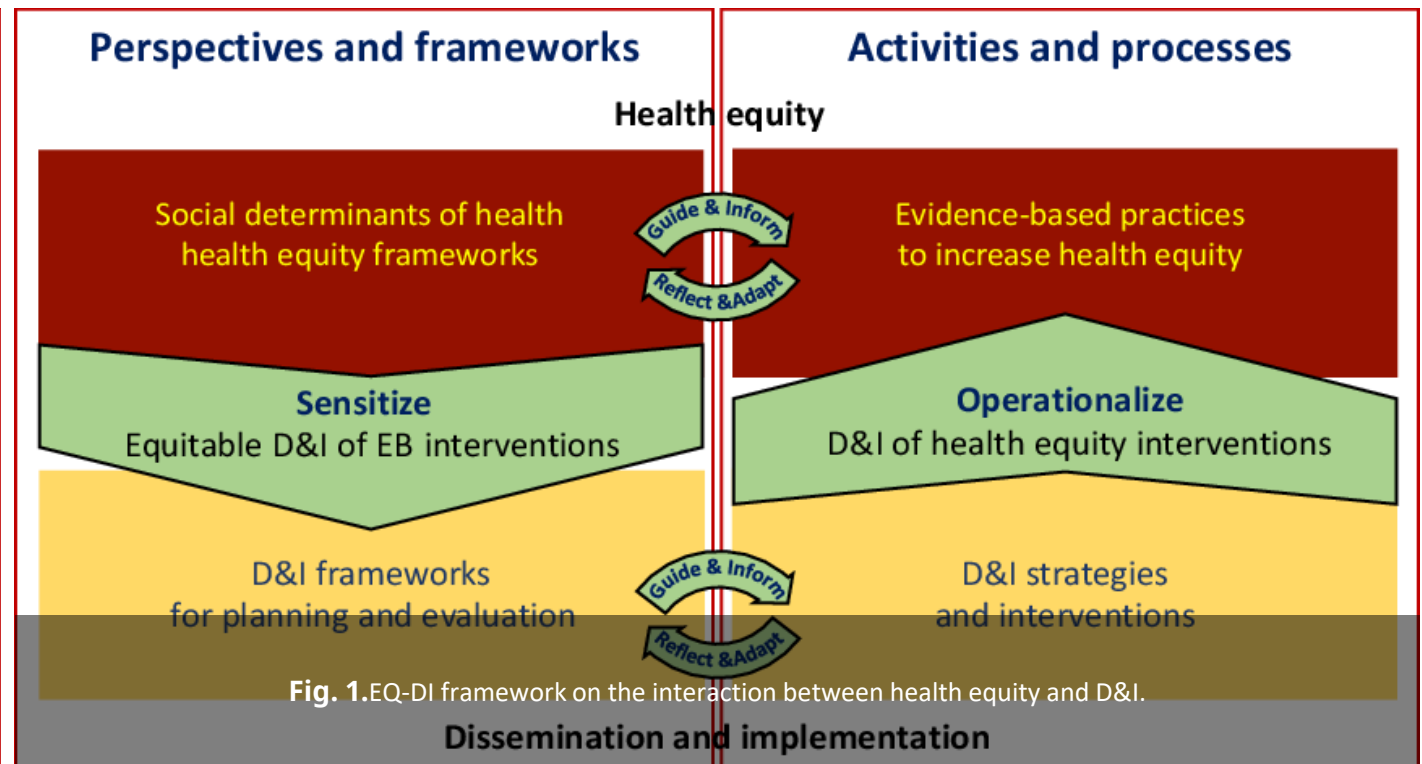 Perspectives and frameworks
Activities and processes
Health equity
Social determinants of health
health equity frameworks
Guide & Inform
Reflect &Adapt
Evidence-based practices
to increase health equity
Sensitize
Equitable D&I of EB interventions
Operationalize
D&I of health equity interventions
D&I frameworks
for planning and evaluation
Guide & Inform
Reflect &Adapt
D&I strategies
and interventions
Fig. 1.EQ-DI framework on the interaction between health equity and D&I.
Dissemination and implementation